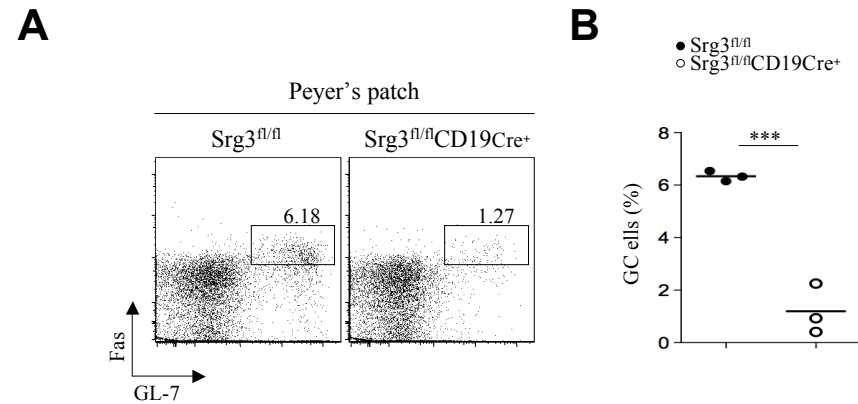 A
Peyer’s patch
Srg3fl/fl
Srg3fl/flCD19Cre+
6.18
1.27
Fas
GL-7
B
● Srg3fl/fl
○ Srg3fl/flCD19Cre+
***
8
6
4
2
0
GC ells (%)